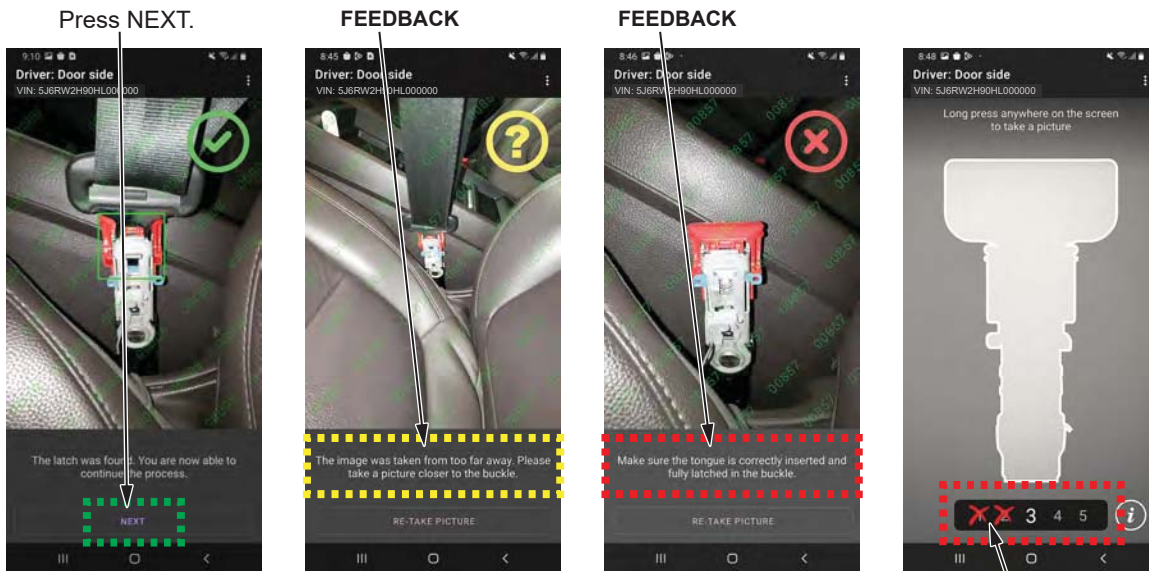 Press NEXT.
FEEDBACK
FEEDBACK
9:10
Driver: Door side
VIN: 5J6RW2H90HL000000
The latch was found. You are now able to
continue the process.
NEXT
8:45
Driver: Door side
VIN: 5J6RW2H90HL000000
The image was taken from too far away. Please
take a picture closer to the buckle.
RE-TAKE PICTURE
8:46
Driver: Door side
VIN: 5J6RW2H90HL000000
00857
Make sure the tongue is correctly inserted and
fully latched in the buckle.
RE-TAKE PICTURE
8:48
Driver: Door side
VIN: 5J6RW2H90HL000000
Long press anywhere on the screen
to take a picture
1 2 3 4 5 i